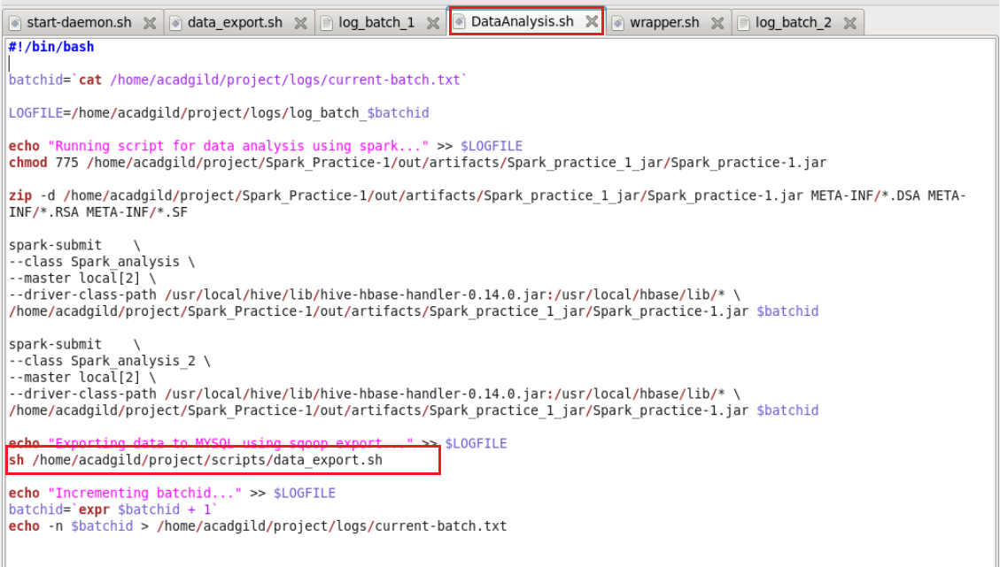 start-daemon.sh data_export.sh log_batch_1 DataAnalysis.sh wrapper.sh log_batch_2
#!/bin/bash
batchid=`cat /home/acadgild/project/logs/current-batch.txt`
LOGFILE=/home/acadgild/project/logs/log_batch_$batchid
echo "Running script for data analysis using spark..." >> $LOGFILE
chmod 775 /home/acadgild/project/Spark_Practice-1/out/artifacts/Spark_practice_1_jar/Spark_practice-1.jar
zip -d /home/acadgild/project/Spark_Practice-1/out/artifacts/Spark_practice_1_jar/Spark_practice-1.jar META-INF/*.DSA META-
INF/*.RSA META-INF/*.SF
spark-submit    \
--class Spark_analysis \
--master local[2] \
--driver-class-path /usr/local/hive/lib/hive-hbase-handler-0.14.0.jar:/usr/local/hbase/lib/* \
/home/acadgild/project/Spark_Practice-1/out/artifacts/Spark_practice_1_jar/Spark_practice-1.jar $batchid
spark-submit    \
--class Spark_analysis_2 \
--master local[2] \
--driver-class-path /usr/local/hive/lib/hive-hbase-handler-0.14.0.jar:/usr/local/hbase/lib/* \
/home/acadgild/project/Spark_Practice-1/out/artifacts/Spark_practice_1_jar/Spark_practice-1.jar $batchid
echo "Exporting data to MYSQL using sqoop export..." >> $LOGFILE
sh /home/acadgild/project/scripts/data_export.sh
echo "Incrementing batchid..." >> $LOGFILE
batchid=`expr $batchid + 1`
echo -n $batchid > /home/acadgild/project/logs/current-batch.txt